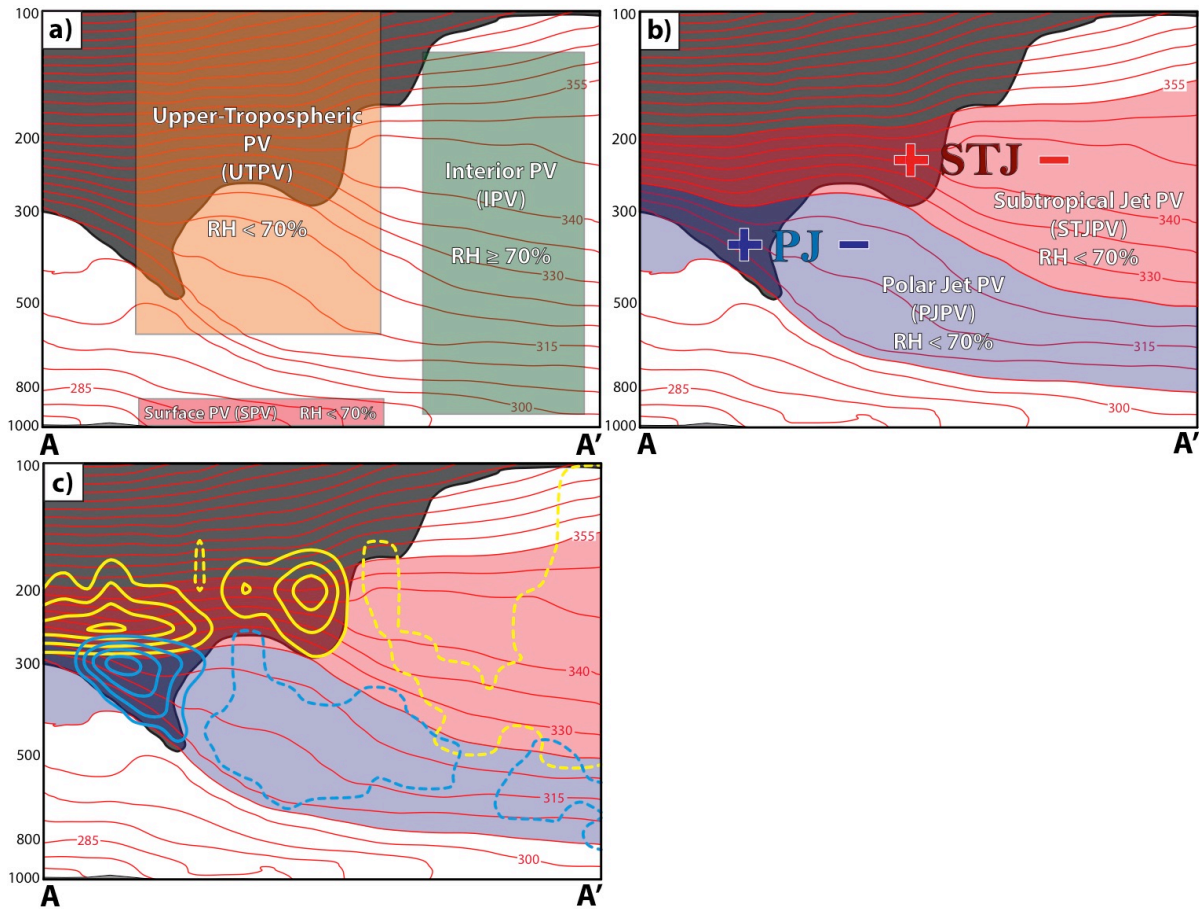 a)
100
200
300
500
800
1000
Upper-Tropospheric
PV
(UTPV)
RH < 70%
Interior PV
(IPV)
RH ≥ 70%
Surface PV (SPV) RH < 70%
355
340
330
315
300
285
A A'
b)
100
200
300
500
800
1000
+ STJ −
Subtropical Jet PV
(STJPV)
RH < 70%
+ PJ −
Polar Jet PV
(PJPV)
RH < 70%
355
340
330
315
300
285
A A'
c)
100
200
300
500
800
1000
355
340
330
315
300
285
A A'